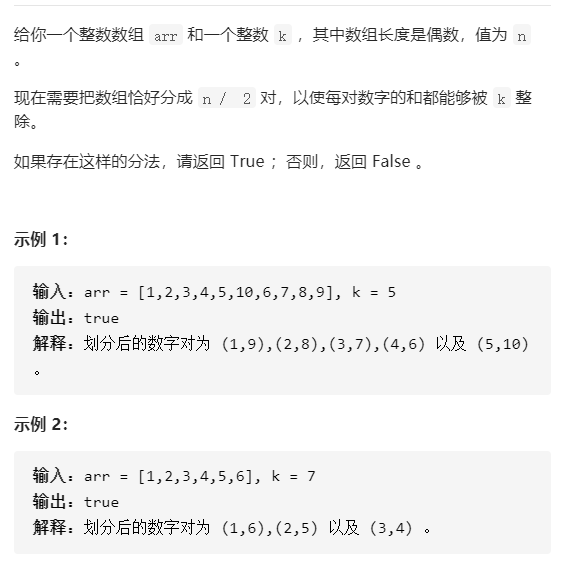 给你一个整数数组 arr 和一个整数 k ，其中数组长度是偶数，值为 n
。
现在需要把数组恰好分成 n / 2 对，以使每对数字的和都能够被 k 整
除。
如果存在这样的分法，请返回 True ；否则，返回 False 。
示例 1：
输入：arr = [1,2,3,4,5,10,6,7,8,9], k = 5
输出：true
解释：划分后的数字对为 (1,9),(2,8),(3,7),(4,6) 以及 (5,10)
。
示例 2：
输入：arr = [1,2,3,4,5,6], k = 7
输出：true
解释：划分后的数字对为 (1,6),(2,5) 以及 (3,4) 。